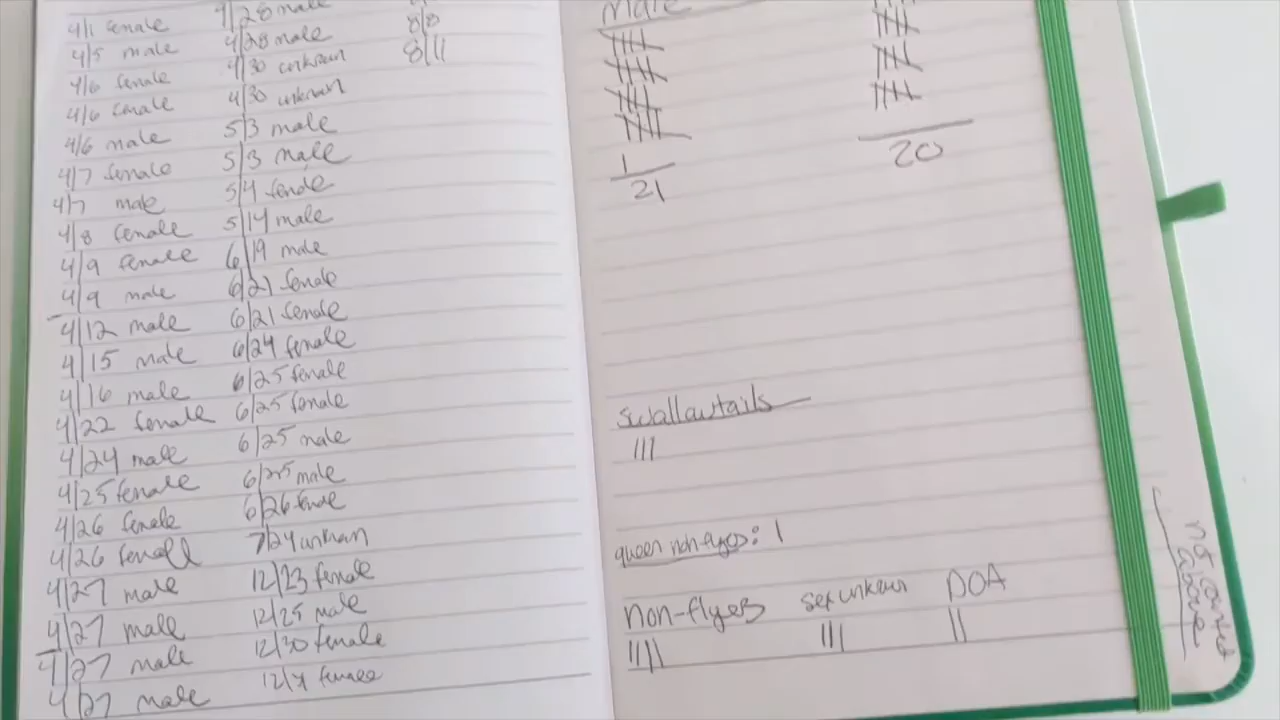 4/1 female
4/5 male
4/6 female
4/6 female
4/6 male
4/7 female
4/7 male
4/8 female
4/9 female
4/9 male
4/12 male
4/15 male
4/16 male
4/22 female
4/24 male
4/25 female
4/26 female
4/26 female
4/27 male
4/27 male
4/27 male
4/27 male
4/28 male
4/28 male
4/30 unknown
4/30 unknown
5/3 male
5/3 male
5/4 female
5/14 male
6/19 male
6/21 female
6/21 female
6/24 female
6/25 female
6/25 female
6/25 male
6/25 male
6/26 female
7/24 unknown
12/23 female
12/25 male
12/30 female
female
8/8
8
male
1
21
20
swallowtails
queen non-flyers: 1
non-flyers sex unknown DOA
not counted
above